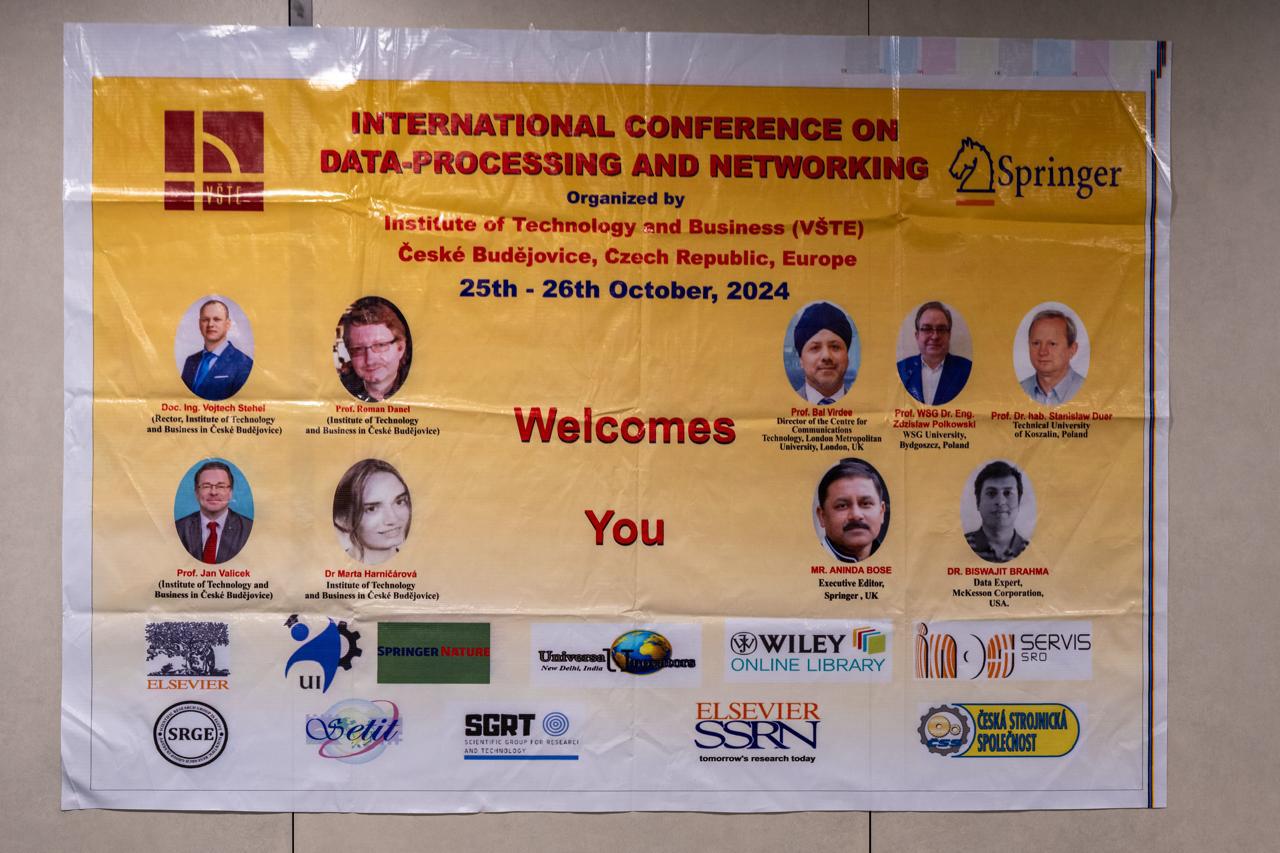 INTERNATIONAL CONFERENCE ON
DATA-PROCESSING AND NETWORKING
VŠTE
Springer
Organized by
Institute of Technology and Business (VŠTE)
České Budějovice, Czech Republic, Europe
25th - 26th October, 2024
Doc. Ing. Vojtech Stehel
(Rector, Institute of Technology
and Business in České Budějovice)
Prof. Roman Danel
(Institute of Technology
and Business in České Budějovice)
Prof. Bal Virdee
Director of the Centre for
Communications
Technology, London Metropolitan
University, London, UK
Prof. WSG Dr. Eng.
Zdzislaw Polkowski
WSG University,
Bydgoszcz, Poland
Prof. Dr. hab. Stanislaw Duer
Technical University
of Koszalin, Poland
Welcomes
You
Prof. Jan Valicek
(Institute of Technology and
Business in České Budějovice)
Dr Marta Harničárová
Institute of Technology
and Business in České Budějovice)
MR. ANINDA BOSE
Executive Editor,
Springer , UK
DR. BISWAJIT BRAHMA
Data Expert,
McKesson Corporation,
USA.
ELSEVIER
UI
SPRINGER NATURE
Universal Innovators
New Delhi, India
WILEY
ONLINE LIBRARY
SERVIS
SRO
SRGE
Setit
SGRT
SCIENTIFIC GROUP FOR RESEARCH
AND TECHNOLOGY
ELSEVIER
SSRN
tomorrow's research today
CSS
ČESKÁ STROJNICKÁ
SPOLEČNOST